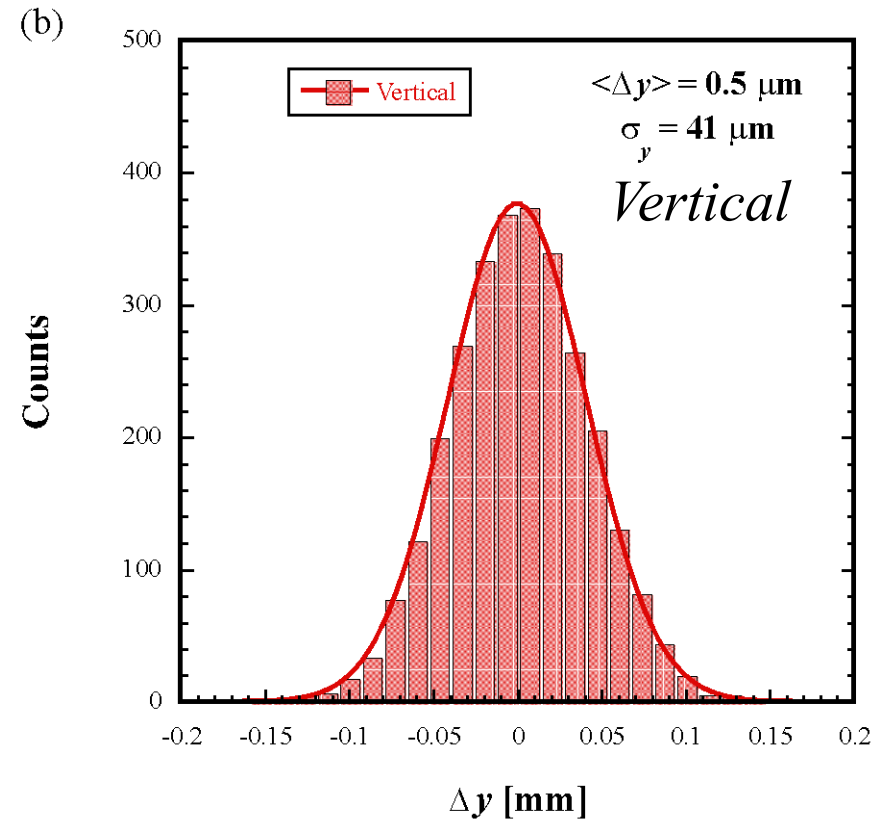 (b)
500
Vertical
<Δy> = 0.5 μm
σy = 41 μm
400
Vertical
300
Counts
200
100
0
-0.2 -0.15 -0.1 -0.05 0 0.05 0.1 0.15 0.2
Δy [mm]